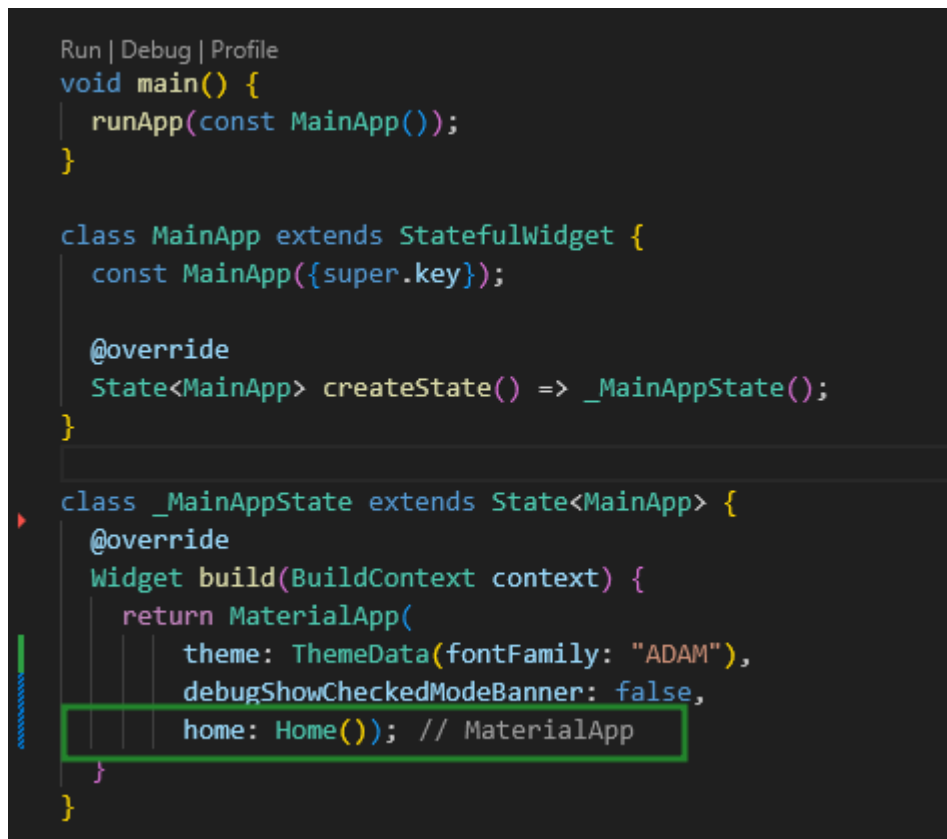 Run | Debug | Profile
void main() {
runApp(const MainApp());
}
class MainApp extends StatefulWidget {
const MainApp({super.key});
@override
State<MainApp> createState() => _MainAppState();
}
class _MainAppState extends State<MainApp> {
@override
Widget build(BuildContext context) {
return MaterialApp(
theme: ThemeData(fontFamily: "ADAM"),
debugShowCheckedModeBanner: false,
home: Home()); // MaterialApp
}
}